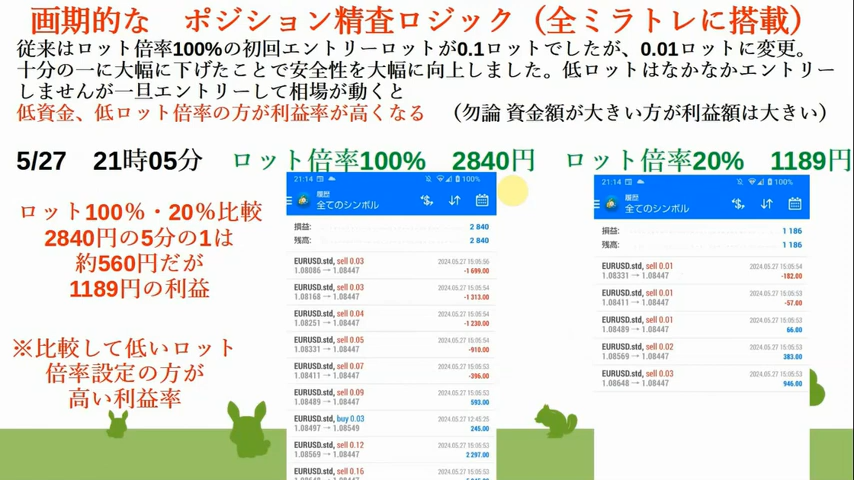 画期的な　ポジション精査ロジック（全ミラトレに搭載）
従来はロット倍率100%の初回エントリーロットが0.1ロットでしたが、0.01ロットに変更。
十分の一に大幅に下げたことで安全性を大幅に向上しました。低ロットはなかなかエントリー
しませんが一旦エントリーして相場が動くと
低資金、低ロット倍率の方が利益率が高くなる　（勿論 資金額が大きい方が利益額は大きい）
5/27　21時05分　ロット倍率100%　2840円　ロット倍率20%　1189円
ロット100％・20％比較
2840円の5分の1は
約560円だが
1189円の利益
※比較して低いロット
倍率設定の方が
高い利益率
21:14 100%
履歴
全てのシンボル
損益: 2 840
残高: 2 840
EURUSD.std, sell 0.03 2024.05.27 15:05:56
1.08086 → 1.08447 -1 699.00
EURUSD.std, sell 0.03 2024.05.27 15:05:54
1.08168 → 1.08447 -1 313.00
EURUSD.std, sell 0.04 2024.05.27 15:05:54
1.08251 → 1.08447 -1 230.00
EURUSD.std, sell 0.05 2024.05.27 15:05:54
1.08331 → 1.08447 -910.00
EURUSD.std, sell 0.07 2024.05.27 15:05:53
1.08411 → 1.08447 -396.00
EURUSD.std, sell 0.09 2024.05.27 15:05:53
1.08489 → 1.08447 593.00
EURUSD.std, buy 0.03 2024.05.27 12:45:25
1.08497 → 1.08549 245.00
EURUSD.std, sell 0.12 2024.05.27 15:05:53
1.08569 → 1.08447 2 297.00
EURUSD.std, sell 0.16 2024.05.27 15:05:53
21:14 100%
履歴
全てのシンボル
損益: 1 186
残高: 1 186
EURUSD.std, sell 0.01 2024.05.27 15:05:54
1.08331 → 1.08447 -182.00
EURUSD.std, sell 0.01 2024.05.27 15:05:54
1.08411 → 1.08447 -57.00
EURUSD.std, sell 0.01 2024.05.27 15:05:53
1.08489 → 1.08447 66.00
EURUSD.std, sell 0.02 2024.05.27 15:05:53
1.08569 → 1.08447 383.00
EURUSD.std, sell 0.03 2024.05.27 15:05:53
1.08648 → 1.08447 946.00